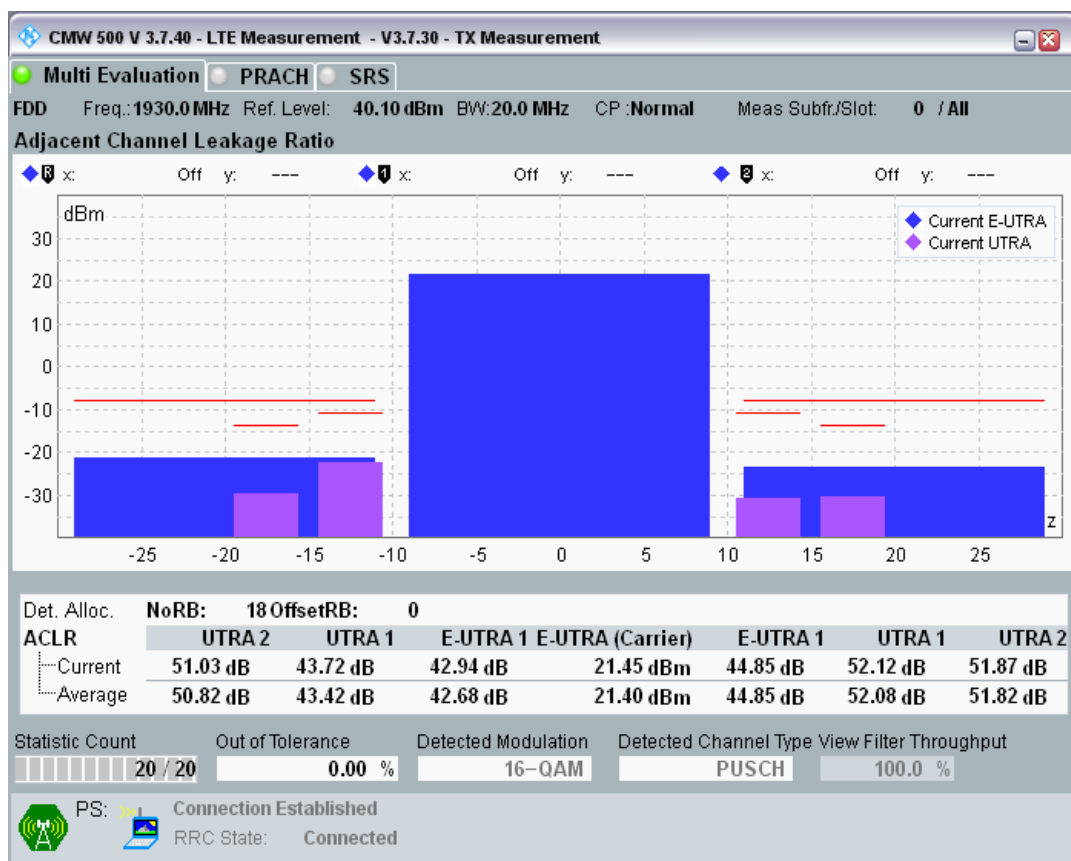 CMW 500 V 3.7.40 - LTE Measurement - V3.7.30 - TX Measurement
Multi Evaluation PRACH SRS
FDD Freq.: 1930.0 MHz Ref. Level: 40.10 dBm BW: 20.0 MHz CP : Normal Meas Subfr./Slot: 0 / All
Adjacent Channel Leakage Ratio
R x: Off y: --- 1 x: Off y: --- 2 x: Off y: ---
dBm
Current E-UTRA
Current UTRA
30
20
10
0
-10
-20
-30
z
-25 -20 -15 -10 -5 0 5 10 15 20 25
Det. Alloc. NoRB: 18 OffsetRB: 0
ACLR UTRA 2 UTRA 1 E-UTRA 1 E-UTRA (Carrier) E-UTRA 1 UTRA 1 UTRA 2
Current 51.03 dB 43.72 dB 42.94 dB 21.45 dBm 44.85 dB 52.12 dB 51.87 dB
Average 50.82 dB 43.42 dB 42.68 dB 21.40 dBm 44.85 dB 52.08 dB 51.82 dB
Statistic Count Out of Tolerance Detected Modulation Detected Channel Type View Filter Throughput
20 / 20 0.00 % 16-QAM PUSCH 100.0 %
PS: Connection Established
RRC State: Connected